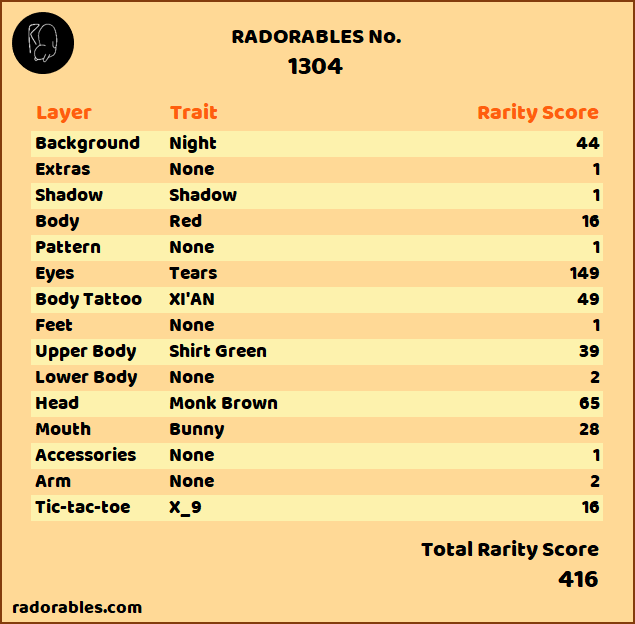 RADORABLES No.
1304
Layer Trait Rarity Score
Background Night 44
Extras None 1
Shadow Shadow 1
Body Red 16
Pattern None 1
Eyes Tears 149
Body Tattoo XI'AN 49
Feet None 1
Upper Body Shirt Green 39
Lower Body None 2
Head Monk Brown 65
Mouth Bunny 28
Accessories None 1
Arm None 2
Tic-tac-toe X_9 16
Total Rarity Score
416
radorables.com